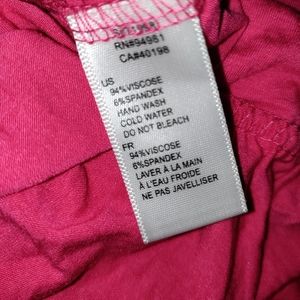 RN#94981
CA#40198
US
94%VISCOSE
6%SPANDEX
HAND WASH
COLD WATER
DO NOT BLEACH
FR
94%VISCOSE
6%SPANDEX
LAVER À LA MAIN
À L'EAU FROIDE
NE PAS JAVELLISER